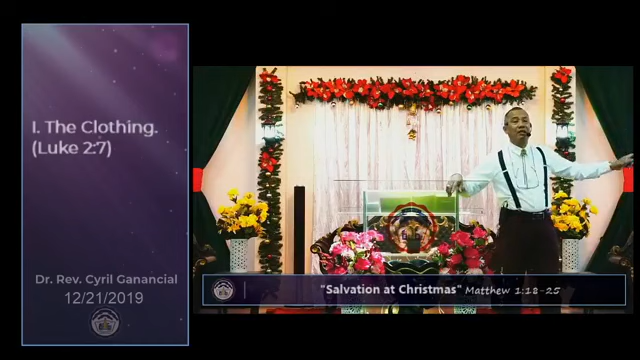 I. The Clothing.
(Luke 2:7)
Dr. Rev. Cyril Ganancial
12/21/2019
"Salvation at Christmas" Matthew 1:18-25